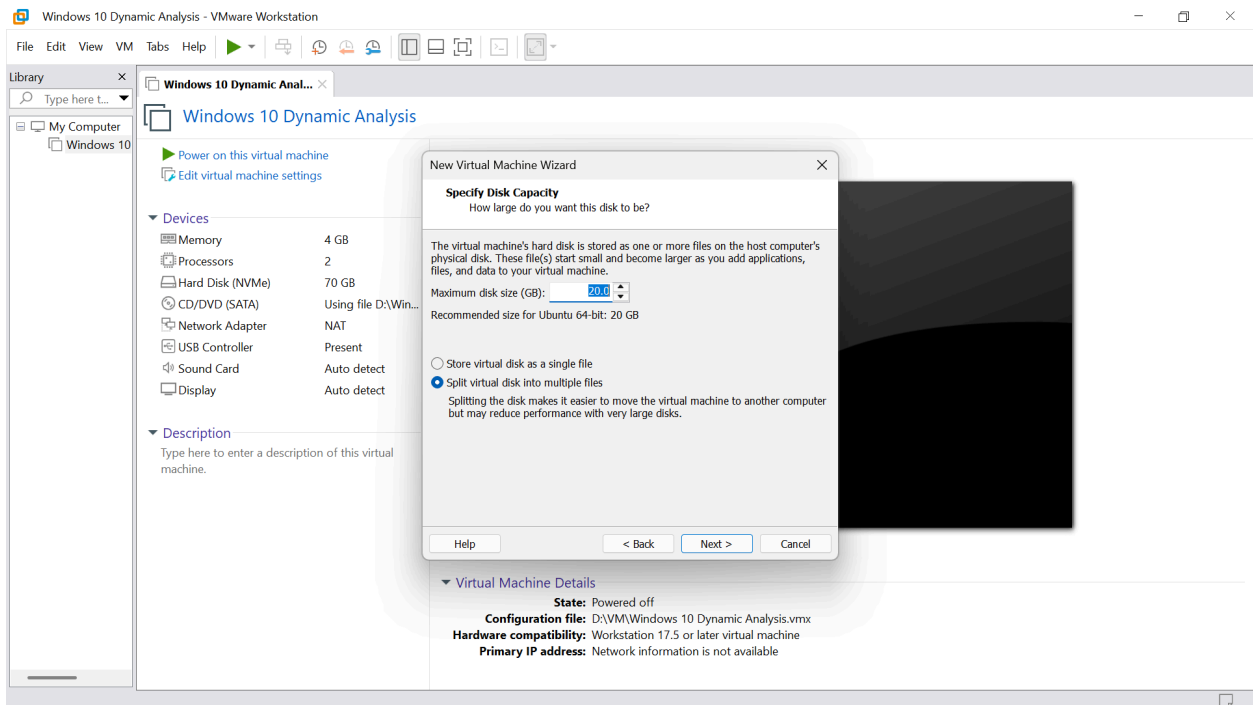 Windows 10 Dynamic Analysis - VMware Workstation
File Edit View VM Tabs Help
Library
Type here t...
My Computer
Windows 10
Windows 10 Dynamic Anal...
Windows 10 Dynamic Analysis
Power on this virtual machine
Edit virtual machine settings
Devices
Memory 4 GB
Processors 2
Hard Disk (NVMe) 70 GB
CD/DVD (SATA) Using file D:\Win...
Network Adapter NAT
USB Controller Present
Sound Card Auto detect
Display Auto detect
Description
Type here to enter a description of this virtual
machine.
New Virtual Machine Wizard
Specify Disk Capacity
How large do you want this disk to be?
The virtual machine's hard disk is stored as one or more files on the host computer's
physical disk. These file(s) start small and become larger as you add applications,
files, and data to your virtual machine.
Maximum disk size (GB): 20.0
Recommended size for Ubuntu 64-bit: 20 GB
Store virtual disk as a single file
Split virtual disk into multiple files
Splitting the disk makes it easier to move the virtual machine to another computer
but may reduce performance with very large disks.
Help < Back Next > Cancel
Virtual Machine Details
State: Powered off
Configuration file: D:\VM\Windows 10 Dynamic Analysis.vmx
Hardware compatibility: Workstation 17.5 or later virtual machine
Primary IP address: Network information is not available